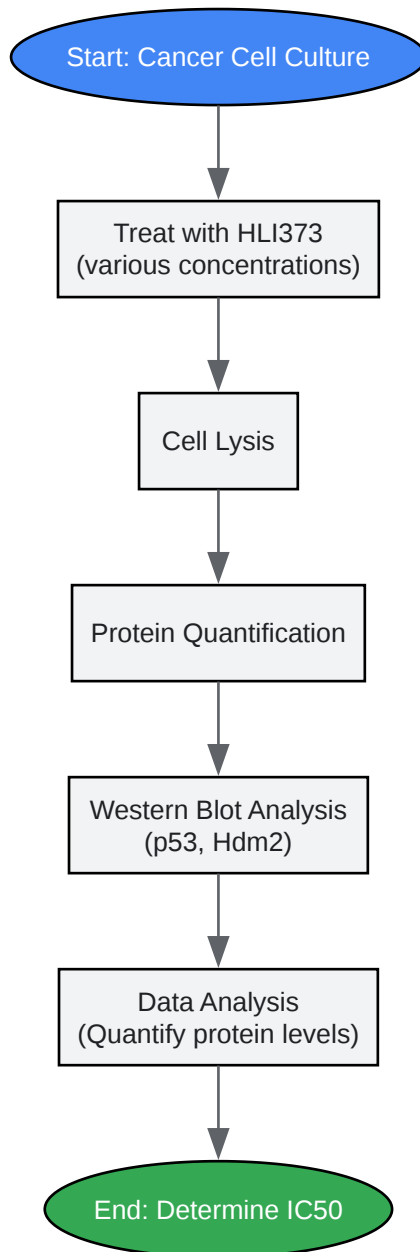 Start: Cancer Cell Culture
Treat with HLI373
(various concentrations)
Cell Lysis
Protein Quantification
Western Blot Analysis
(p53, Hdm2)
Data Analysis
(Quantify protein levels)
End: Determine IC50